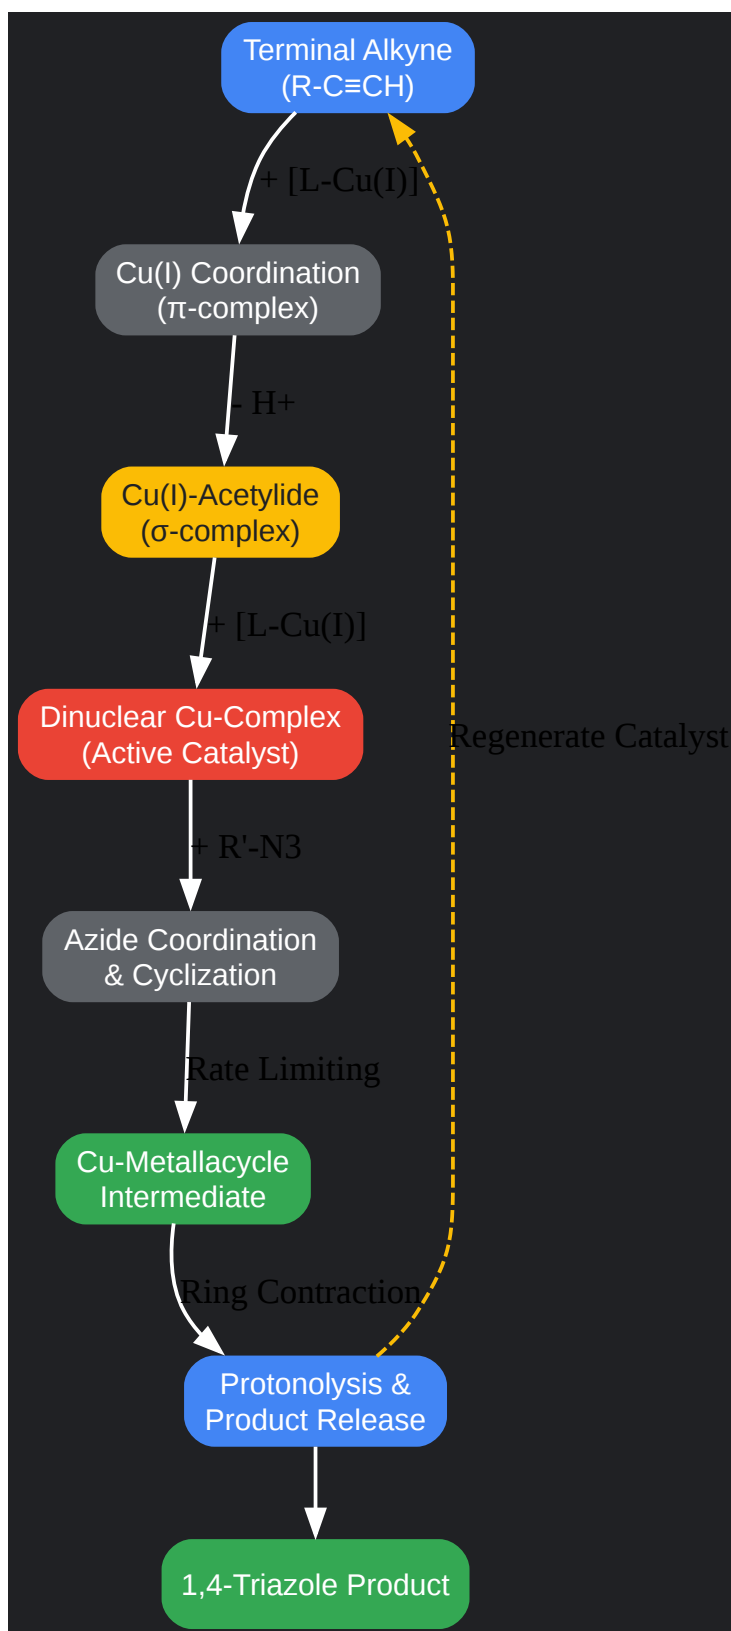 Terminal Alkyne
(R-C≡CH)
+ [L-Cu(I)]
Cu(I) Coordination
(π-complex)
- H+
Cu(I)-Acetylide
(σ-complex)
+ [L-Cu(I)]
Dinuclear Cu-Complex
(Active Catalyst)
Regenerate Catalyst
+ R'-N3
Azide Coordination
& Cyclization
Rate Limiting
Cu-Metallacycle
Intermediate
Ring Contraction
Protonolysis &
Product Release
1,4-Triazole Product